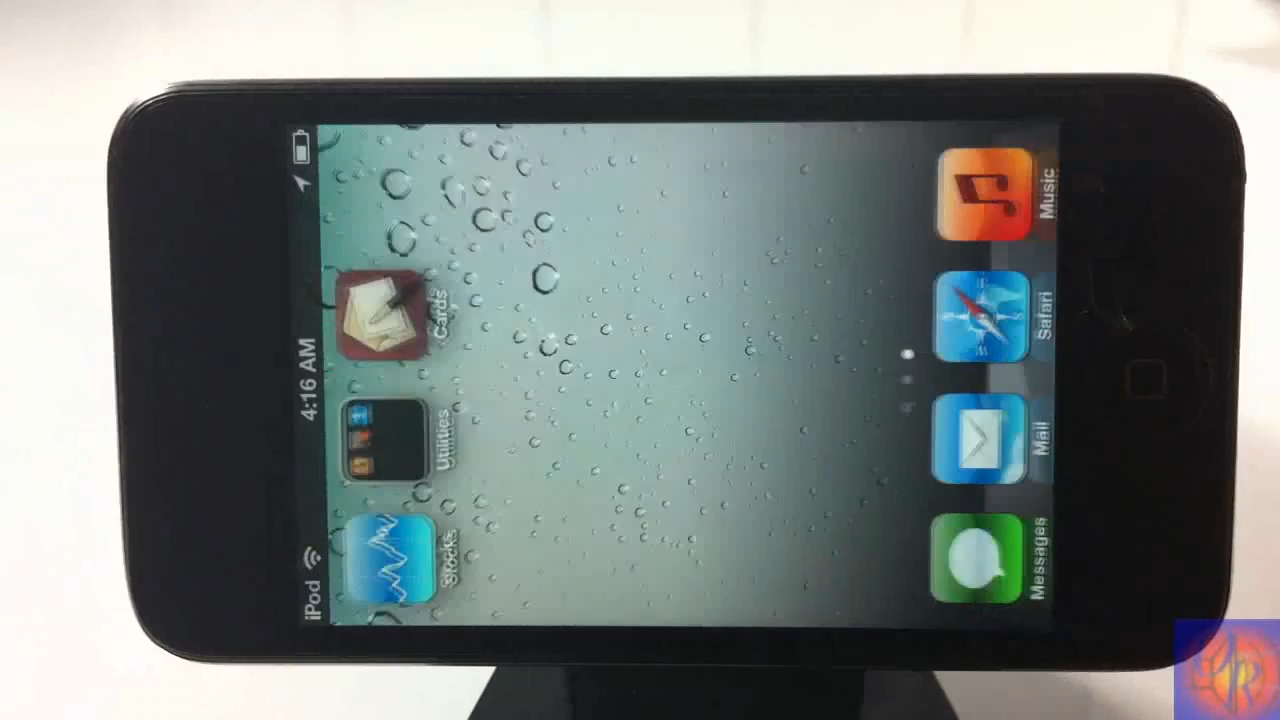 iPod
4:16 AM
Stocks
Utilities
Cards
Messages
Mail
Safari
Music